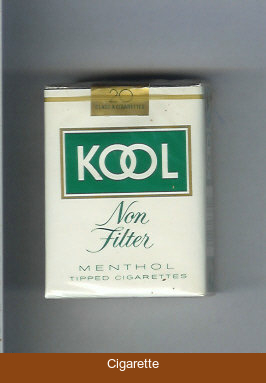 20
CLASS A CIGARETTES
KOOL
Non
Filter
MENTHOL
TIPPED CIGARETTES
Cigarette